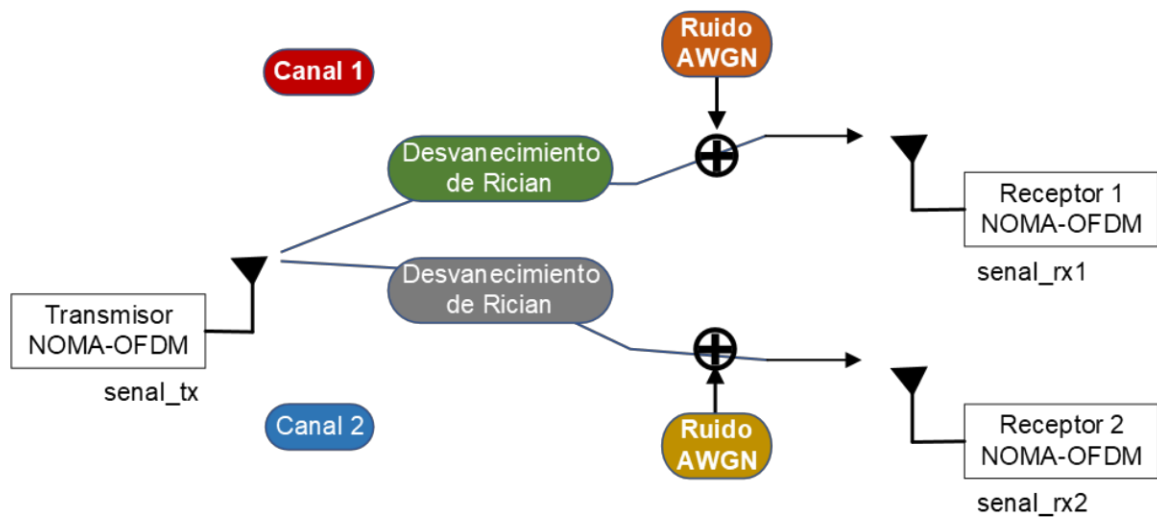 Ruido
AWGN
Canal 1
Desvanecimiento
de Rician
Receptor 1
NOMA-OFDM
senal_rx1
Desvanecimiento
de Rician
Transmisor
NOMA-OFDM
senal_tx
Canal 2
Ruido
AWGN
Receptor 2
NOMA-OFDM
senal_rx2